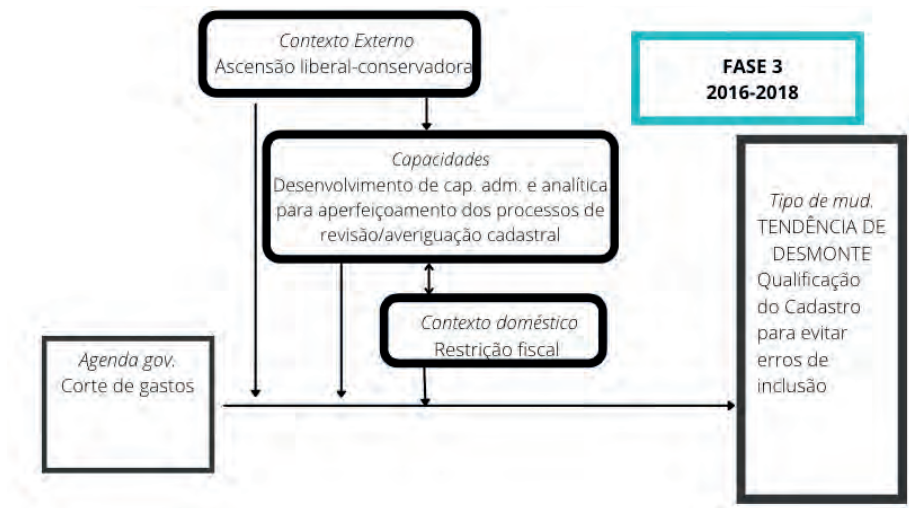 Contexto Externo
Ascensão liberal-conservadora
FASE 3
2016-2018
Capacidades
Desenvolvimento de cap. adm. e analítica
para aperfeiçoamento dos processos de
revisão/averiguação cadastral
Contexto doméstico
Restrição fiscal
Agenda gov.
Corte de gastos
Tipo de mud.
TENDÊNCIA DE
DESMONTE
Qualificação
do Cadastro
para evitar
erros de
inclusão